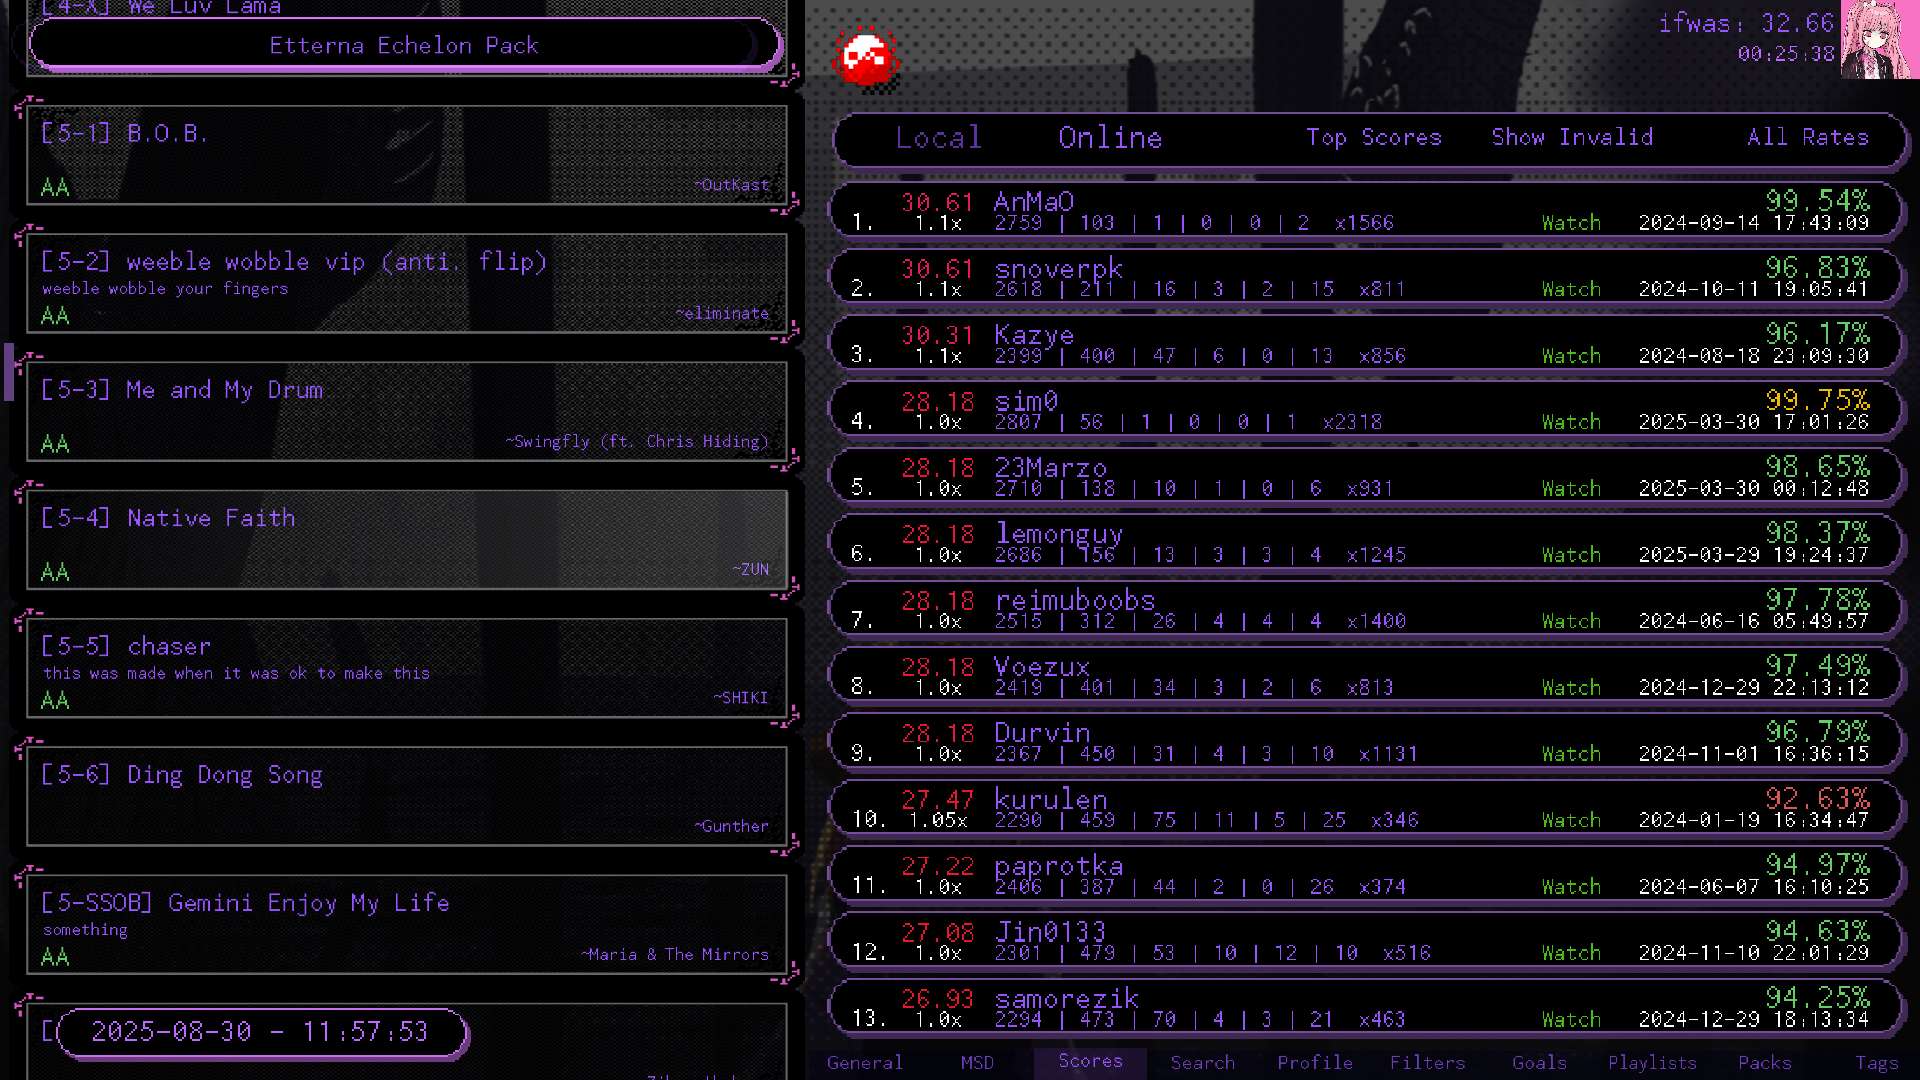 [4-X] We Luv Lama
Etterna Echelon Pack
[5-1] B.O.B.
AA
~OutKast
[5-2] weeble wobble vip (anti. flip)
weeble wobble your fingers
AA
~eliminate
[5-3] Me and My Drum
AA
~Swingfly (ft. Chris Hiding)
[5-4] Native Faith
AA
~ZUN
[5-5] chaser
this was made when it was ok to make this
AA
~SHIKI
[5-6] Ding Dong Song
~Gunther
[5-SSOB] Gemini Enjoy My Life
something
AA
~Maria & The Mirrors
[
2025-08-30 - 11:57:53
ifwas: 32.66
00:25:38
Local Online Top Scores Show Invalid All Rates
1. 30.61 1.1x AnMaO 99.54%
2759 | 103 | 1 | 0 | 0 | 2 x1566 Watch 2024-09-14 17:43:09
2. 30.61 1.1x snoverpk 96.83%
2618 | 211 | 16 | 3 | 2 | 15 x811 Watch 2024-10-11 19:05:41
3. 30.31 1.1x Kazye 96.17%
2399 | 400 | 47 | 6 | 0 | 13 x856 Watch 2024-08-18 23:09:30
4. 28.18 1.0x sim0 99.75%
2807 | 56 | 1 | 0 | 0 | 1 x2318 Watch 2025-03-30 17:01:26
5. 28.18 1.0x 23Marzo 98.65%
2710 | 138 | 10 | 1 | 0 | 6 x931 Watch 2025-03-30 00:12:48
6. 28.18 1.0x lemonguy 98.37%
2686 | 156 | 13 | 3 | 3 | 4 x1245 Watch 2025-03-29 19:24:37
7. 28.18 1.0x reimuboobs 97.78%
2515 | 312 | 26 | 4 | 4 | 4 x1400 Watch 2024-06-16 05:49:57
8. 28.18 1.0x Voezux 97.49%
2419 | 401 | 34 | 3 | 2 | 6 x813 Watch 2024-12-29 22:13:12
9. 28.18 1.0x Durvin 96.79%
2367 | 450 | 31 | 4 | 3 | 10 x1131 Watch 2024-11-01 16:36:15
10. 27.47 1.05x kurulen 92.63%
2290 | 459 | 75 | 11 | 5 | 25 x346 Watch 2024-01-19 16:34:47
11. 27.22 1.0x paprotka 94.97%
2406 | 387 | 44 | 2 | 0 | 26 x374 Watch 2024-06-07 16:10:25
12. 27.08 1.0x Jin0133 94.63%
2301 | 479 | 53 | 10 | 12 | 10 x516 Watch 2024-11-10 22:01:29
13. 26.93 1.0x samorezik 94.25%
2294 | 473 | 70 | 4 | 3 | 21 x463 Watch 2024-12-29 18:13:34
General MSD Scores Search Profile Filters Goals Playlists Packs Tags